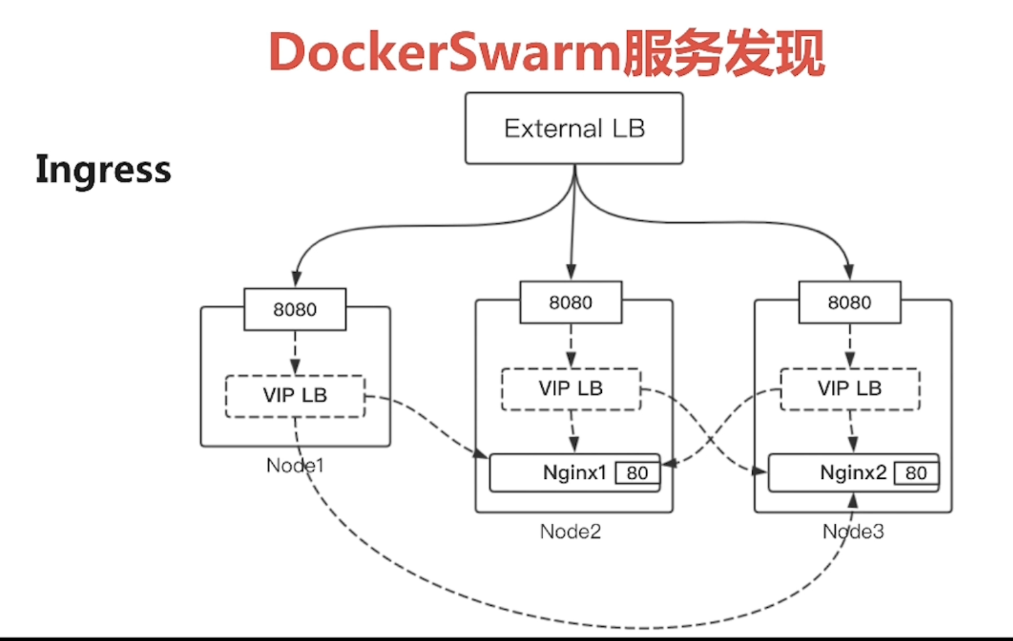 DockerSwarm服务发现
External LB
Ingress
8080
8080
8080
VIP LB
VIP LB
VIP LB
Node1
Nginx1 80
Nginx2 80
Node2
Node3